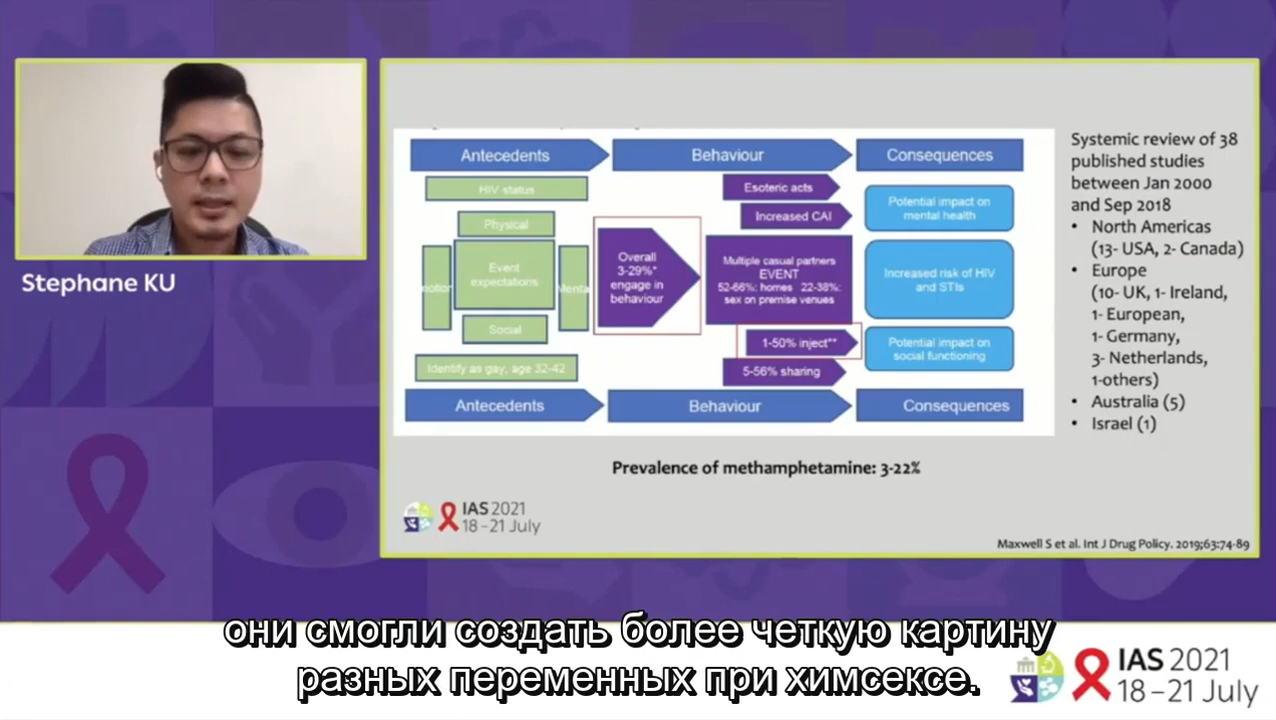 Stephane KU
Antecedents
Behaviour
Consequences
HIV status
Physical
Event
expectations
Social
Identify as gay, age 32-42
Overall
3-29%*
engage in
behaviour
Esoteric acts
Increased CAI
Multiple casual partners
EVENT
52-66%: homes 22-38%:
sex on premise venues
1-50% inject**
5-56% sharing
Potential impact on
mental health
Increased risk of HIV
and STIs
Potential impact on
social functioning
Antecedents
Behaviour
Consequences
Systemic review of 38
published studies
between Jan 2000
and Sep 2018
• North Americas
(13- USA, 2- Canada)
• Europe
(10- UK, 1- Ireland,
1- European,
1- Germany,
3- Netherlands,
1-others)
• Australia (5)
• Israel (1)
Prevalence of methamphetamine: 3-22%
IAS 2021
18–21 July
Maxwell S et al. Int J Drug Policy. 2019;63:74-89
они смогли создать более четкую картину
разных переменных при химсексе.
IAS 2021
18–21 July